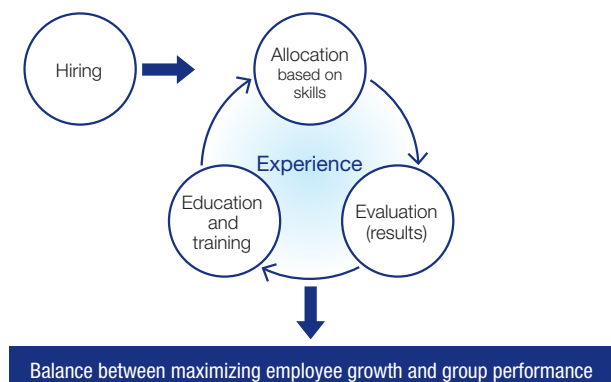 Hiring
Allocation
based on
skills
Experience
Education
and
training
Evaluation
(results)
Balance between maximizing employee growth and group performance